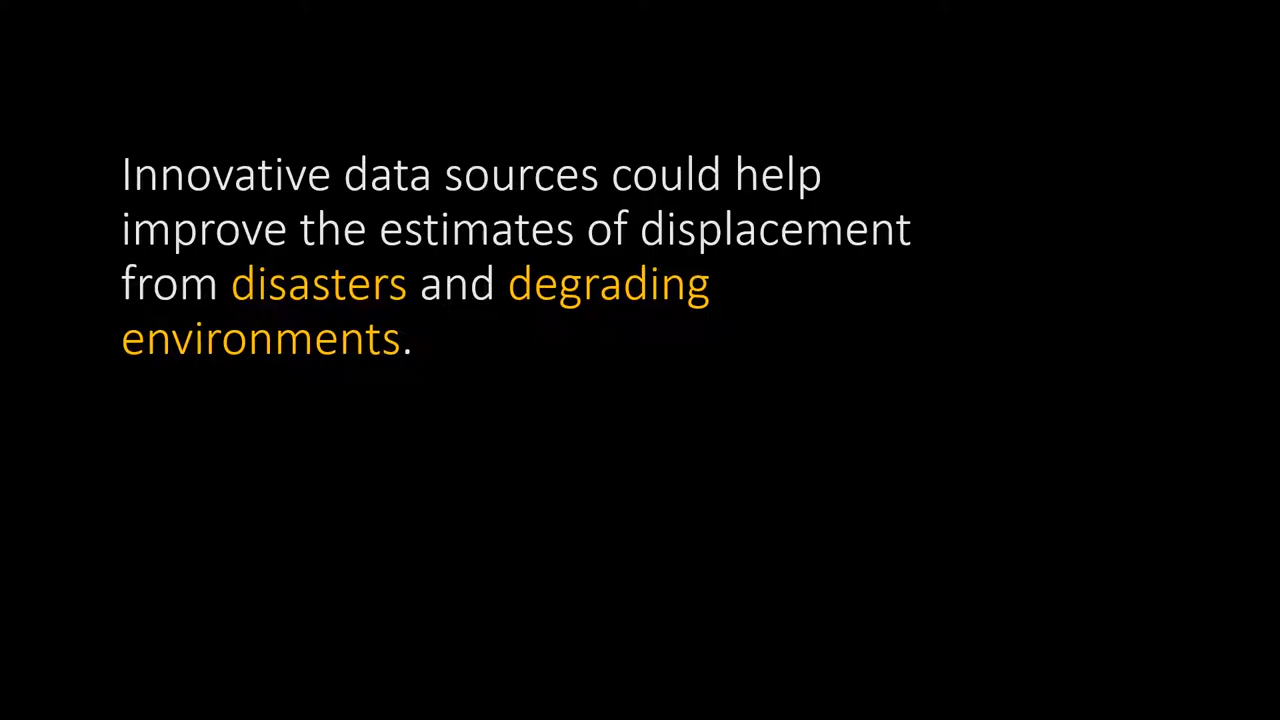 Innovative data sources could help
improve the estimates of displacement
from disasters and degrading
environments.